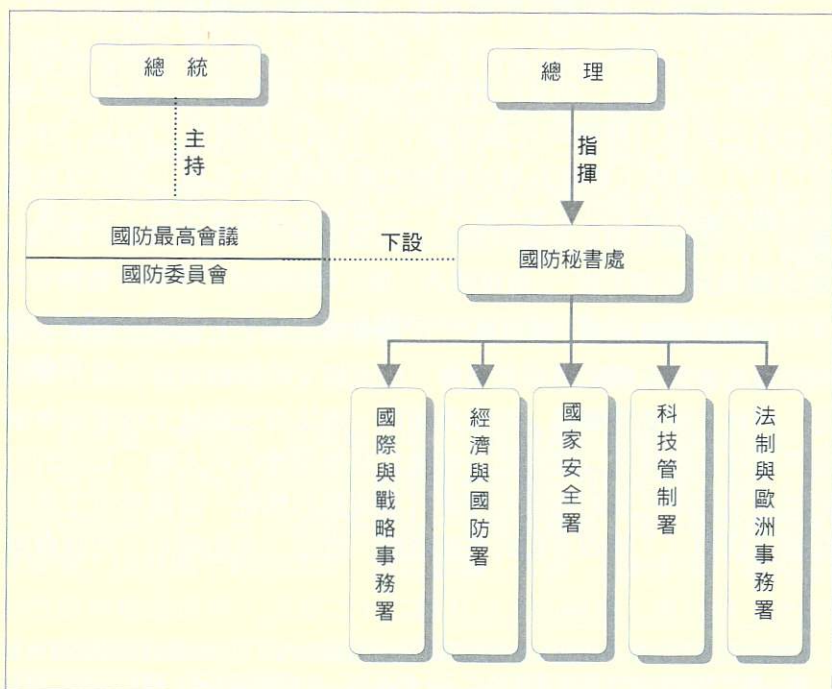 總 統
總 理
主持
指揮
國防最高會議
國防委員會
下設
國防秘書處
國際與戰略事務署
經濟與國防署
國家安全署
科技管制署
法制與歐洲事務署